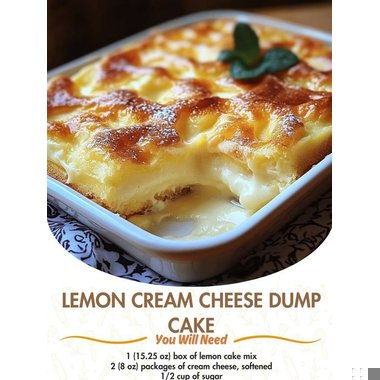 LEMON CREAM CHEESE DUMP
CAKE
You Will Need
1 (15.25 oz) box of lemon cake mix
2 (8 oz) packages of cream cheese, softened
1/2 cup of sugar